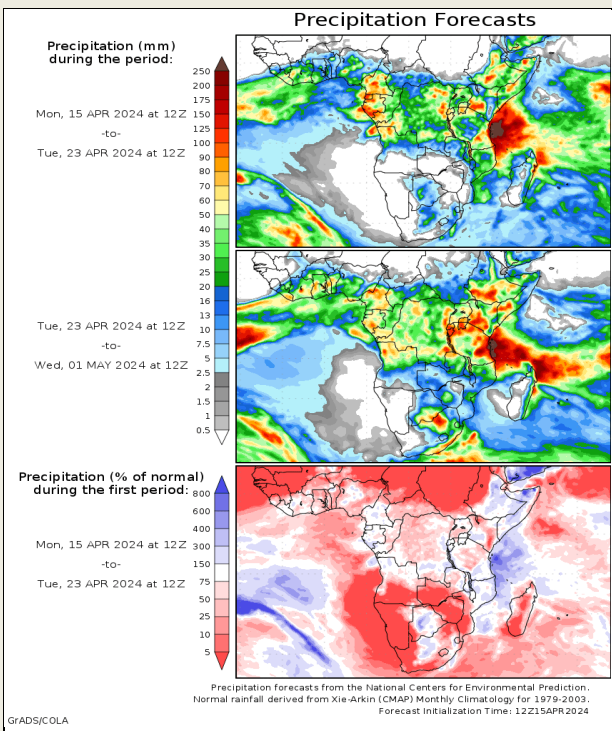 Precipitation Forecasts
Precipitation (mm)
during the period:
Mon, 15 APR 2024 at 12Z
-to-
Tue, 23 APR 2024 at 12Z
250
200
175
150
125
100
90
80
70
60
50
40
35
30
25
20
16
13
10
7.5
5
2.5
2
1.5
1
0.5
Tue, 23 APR 2024 at 12Z
-to-
Wed, 01 MAY 2024 at 12Z
Precipitation (% of normal)
during the first period:
Mon, 15 APR 2024 at 12Z
-to-
Tue, 23 APR 2024 at 12Z
800
600
400
300
150
75
50
25
10
5
Precipitation forecasts from the National Centers for Environmental Prediction.
Normal rainfall derived from Xie-Arkin (CMAP) Monthly Climatology for 1979-2003.
Forecast Initialization Time: 12Z15APR2024
GrADS/COLA